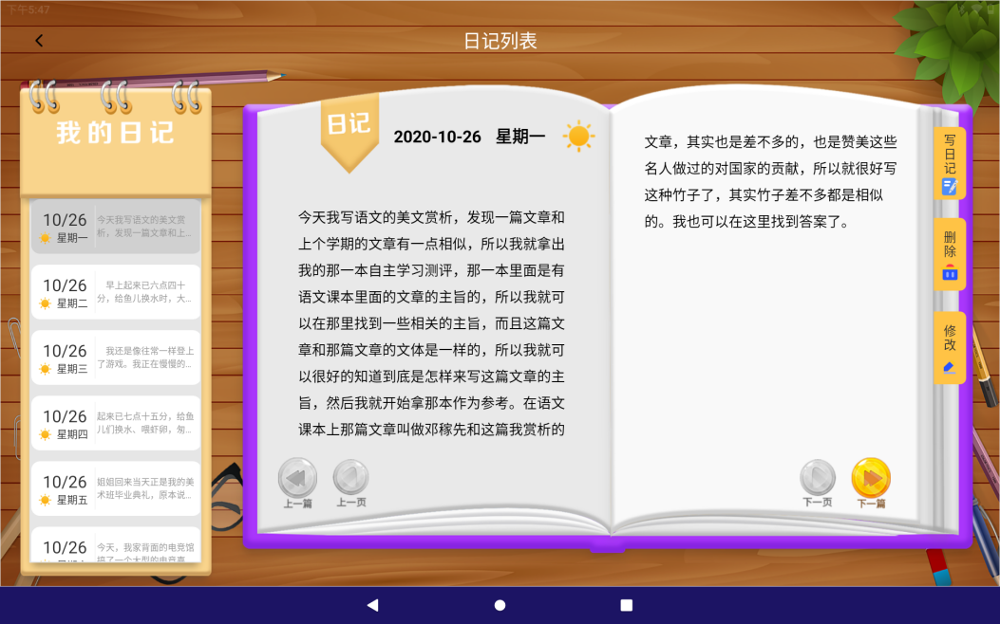 下午5:47
日记列表
我的日记
10/26
星期一
今天我写语文的美文赏
析，发现一篇文章和上...
10/26
星期二
早上起来已六点四十
分，给鱼儿换水时，大...
10/26
星期三
我还是像往常一样登上
了游戏。我正在慢慢的...
10/26
星期四
起来已七点十五分，给鱼
儿们换水、喂虾卵，匆...
10/26
星期五
姐姐回来当天正是我的美
术班毕业典礼，原本说...
10/26
今天，我家背面的电竞馆
搞了一个大型的电竞赛
日记
2020-10-26 星期一
今天我写语文的美文赏析，发现一篇文章和
上个学期的文章有一点相似，所以我就拿出
我的那一本自主学习测评，那一本里面是有
语文课本里面的文章的主旨的，所以我就可
以在那里找到一些相关的主旨，而且这篇文
章和那篇文章的文体是一样的，所以我就可
以很好的知道到底是怎样来写这篇文章的主
旨，然后我就开始拿那本作为参考。在语文
课本上那篇文章叫做邓稼先和这篇我赏析的
上一篇
上一页
文章，其实也是差不多的，也是赞美这些
名人做过的对国家的贡献，所以就很好写
这种竹子了，其实竹子差不多都是相似
的。我也可以在这里找到答案了。
下一页
下一篇
写日记
删除
修改